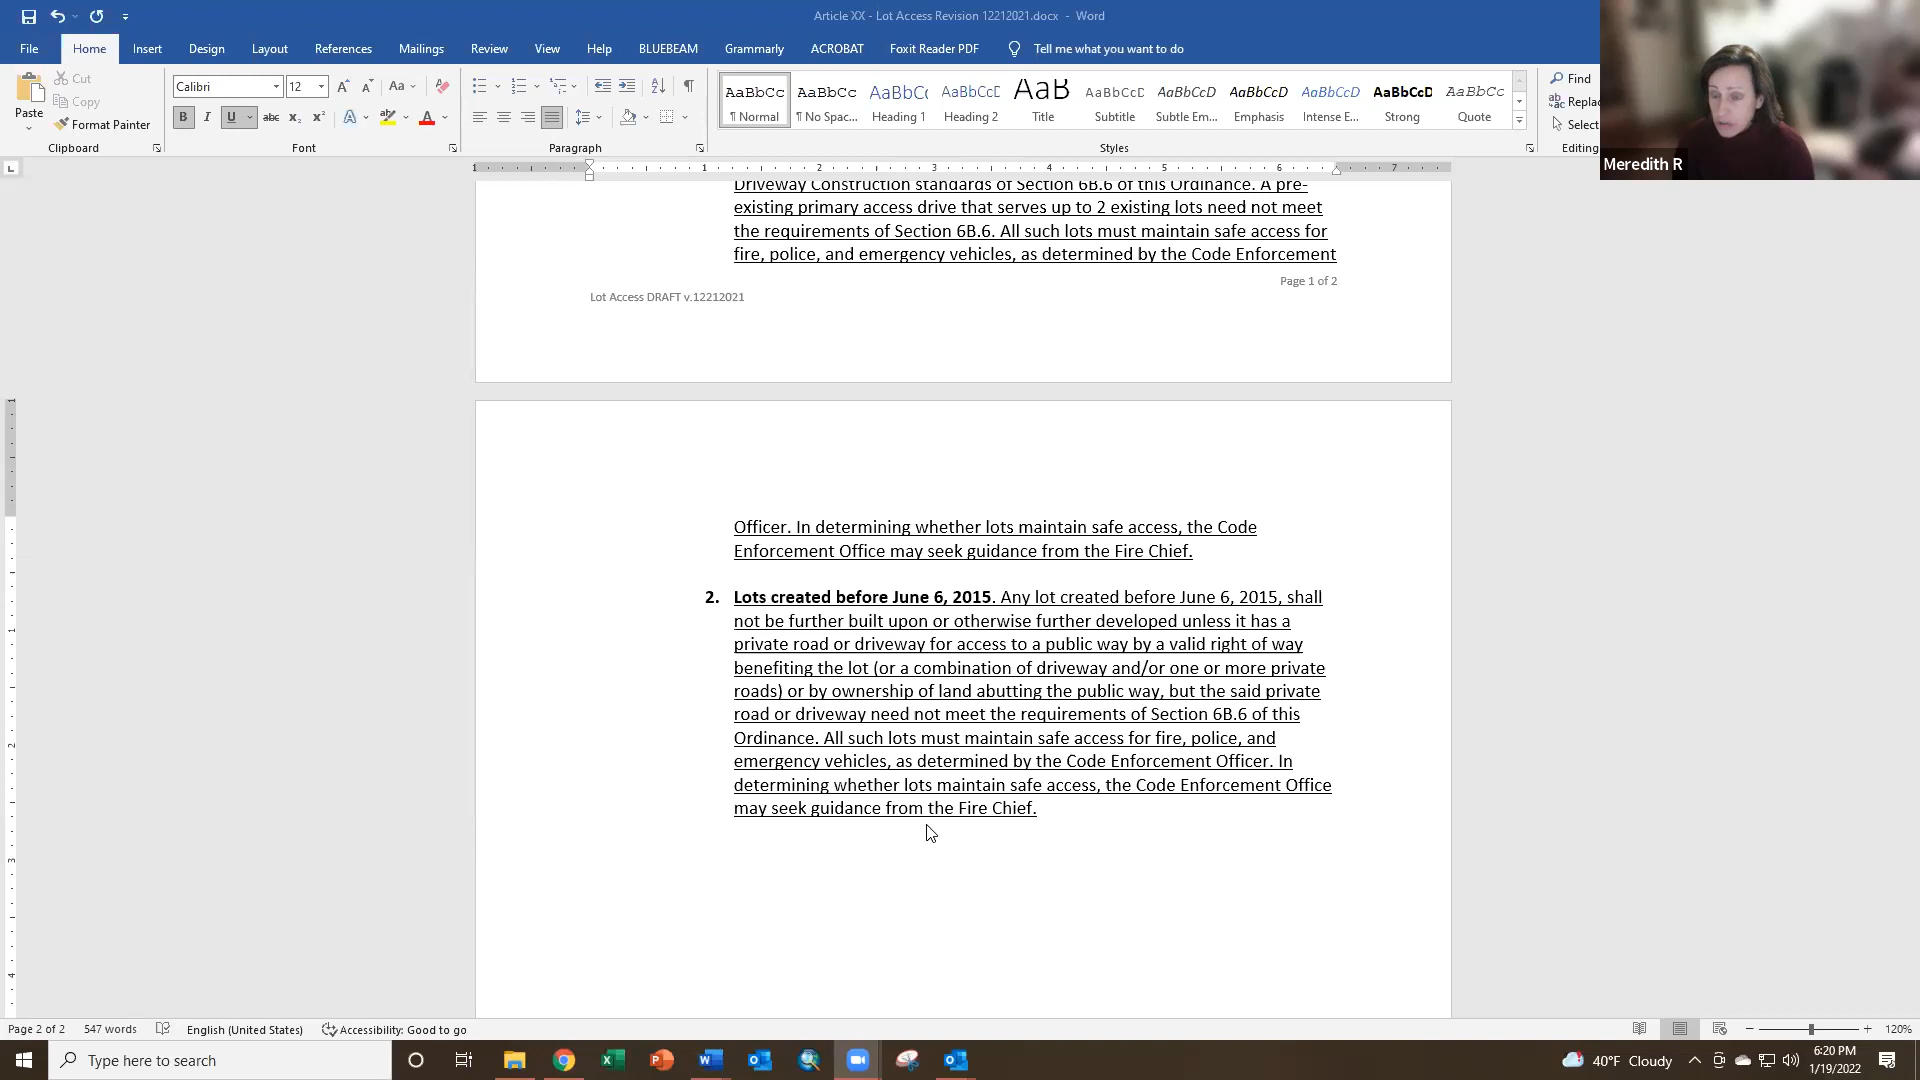 Article XX - Lot Access Revision 12212021.docx - Word
File Home Insert Design Layout References Mailings Review View Help BLUEBEAM Grammarly ACROBAT Foxit Reader PDF Tell me what you want to do
Paste
Cut
Copy
Format Painter
Calibri 12
Clipboard Font Paragraph Styles Editing
AaBbCc AaBbCc AaBbC AaBbCcD AaB AaBbCcD AaBbCcD AaBbCcD AaBbCcD AaBbCcD AaBbCc
¶ Normal ¶ No Spac... Heading 1 Heading 2 Title Subtitle Subtle Em... Emphasis Intense E... Strong Quote
Find
Replac
Select
Meredith R
Driveway Construction standards of Section 6B.6 of this Ordinance. A pre-
existing primary access drive that serves up to 2 existing lots need not meet
the requirements of Section 6B.6. All such lots must maintain safe access for
fire, police, and emergency vehicles, as determined by the Code Enforcement
Page 1 of 2
Lot Access DRAFT v.12212021
Officer. In determining whether lots maintain safe access, the Code
Enforcement Office may seek guidance from the Fire Chief.
2. Lots created before June 6, 2015. Any lot created before June 6, 2015, shall
not be further built upon or otherwise further developed unless it has a
private road or driveway for access to a public way by a valid right of way
benefiting the lot (or a combination of driveway and/or one or more private
roads) or by ownership of land abutting the public way, but the said private
road or driveway need not meet the requirements of Section 6B.6 of this
Ordinance. All such lots must maintain safe access for fire, police, and
emergency vehicles, as determined by the Code Enforcement Officer. In
determining whether lots maintain safe access, the Code Enforcement Office
may seek guidance from the Fire Chief.
Page 2 of 2 547 words English (United States) Accessibility: Good to go 120%
Type here to search
40°F Cloudy
6:20 PM
1/19/2022